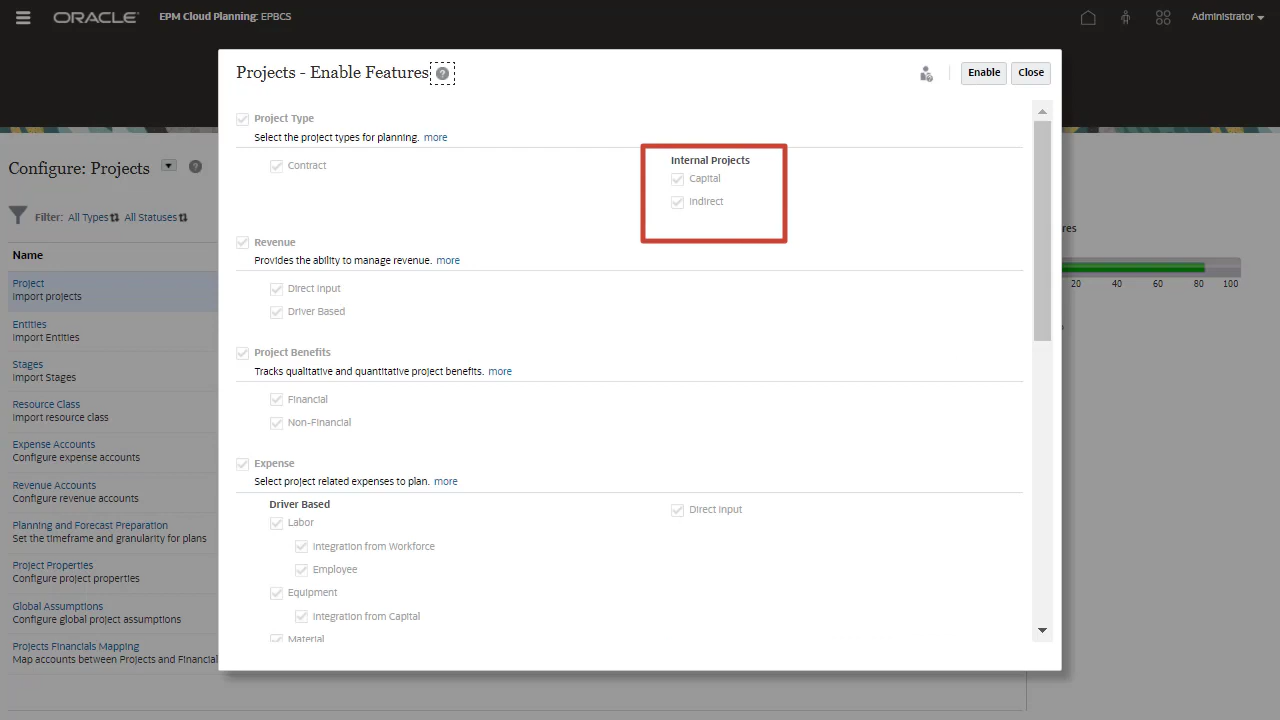 ORACLE
EPM Cloud Planning: EPBCS
Administrator
Projects - Enable Features
Enable
Close
Project Type
Select the project types for planning. more
Contract
Internal Projects
Capital
Indirect
Revenue
Provides the ability to manage revenue. more
Direct Input
Driver Based
Project Benefits
Tracks qualitative and quantitative project benefits. more
Financial
Non-Financial
Expense
Select project related expenses to plan. more
Driver Based
Direct Input
Labor
Integration from Workforce
Employee
Equipment
Integration from Capital
Material
Configure: Projects
Filter: All Types All Statuses
Name
Project
Import projects
Entities
Import Entities
Stages
Import Stages
Resource Class
Import resource class
Expense Accounts
Configure expense accounts
Revenue Accounts
Configure revenue accounts
Planning and Forecast Preparation
Set the timeframe and granularity for plans
Project Properties
Configure project properties
Global Assumptions
Configure global project assumptions
Projects Financials Mapping
Map accounts between Projects and Financial
20 40 60 80 100